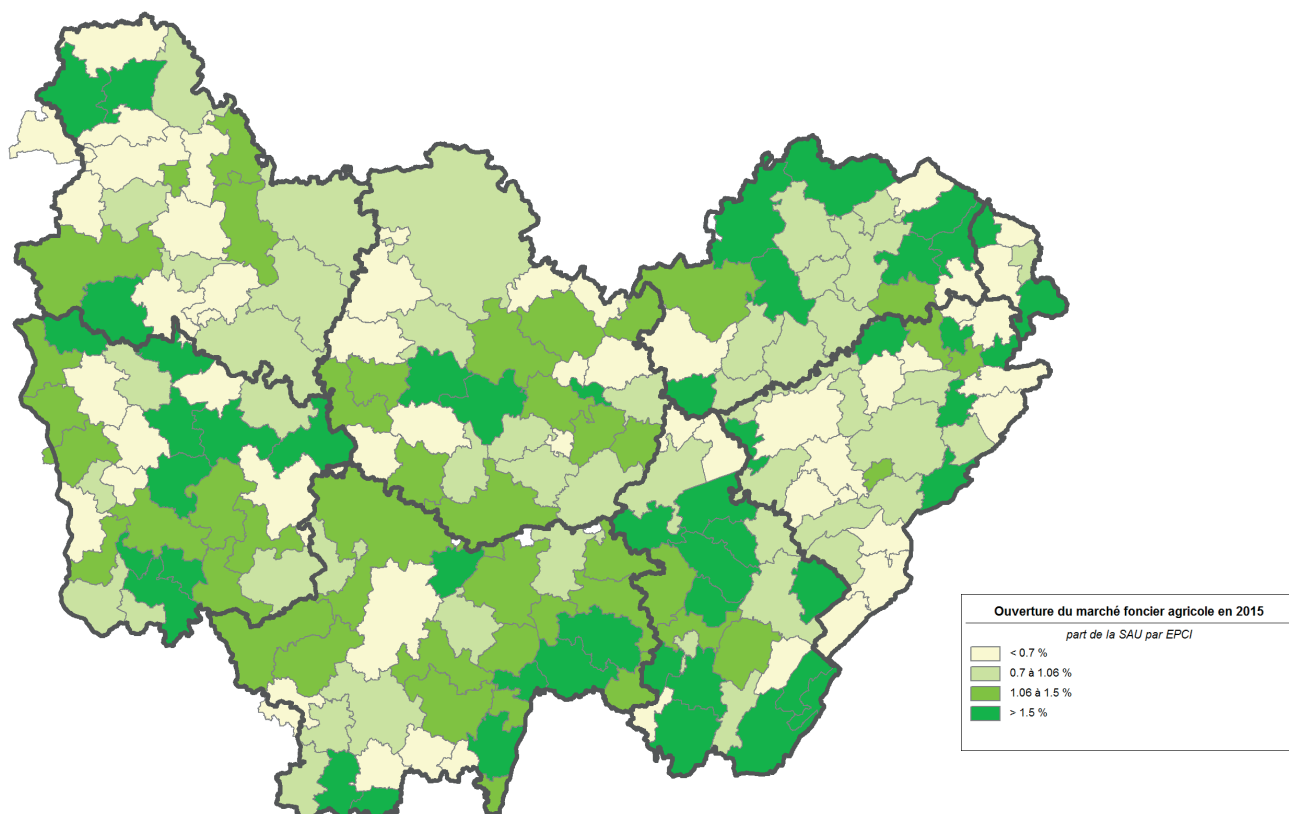 Ouverture du marché foncier agricole en 2015
part de la SAU par EPCI
< 0.7 %
0.7 à 1.06 %
1.06 à 1.5 %
> 1.5 %